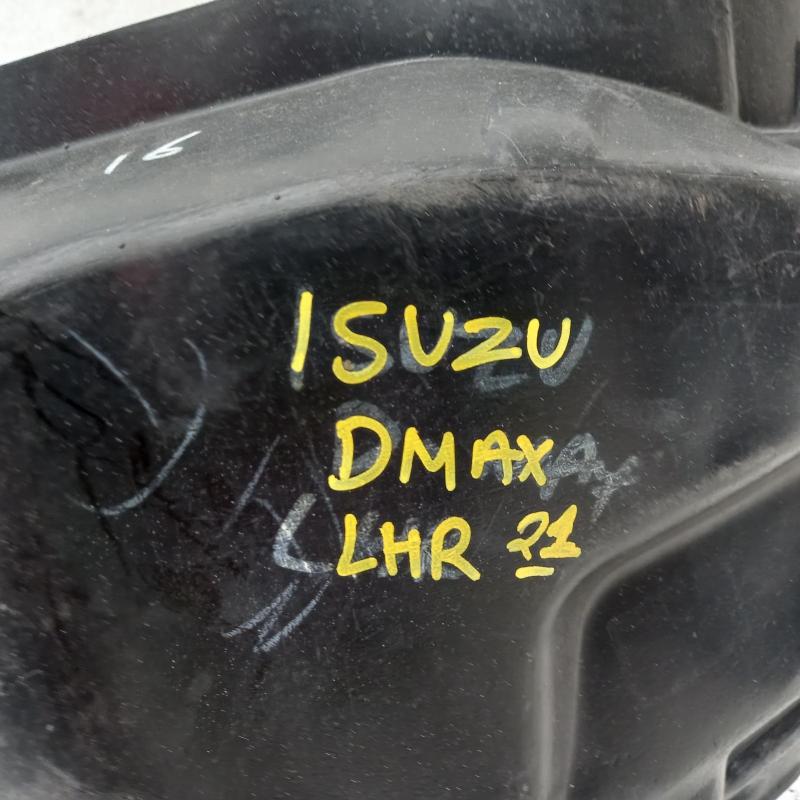 16
ISUZU
DMAX
LHR 21